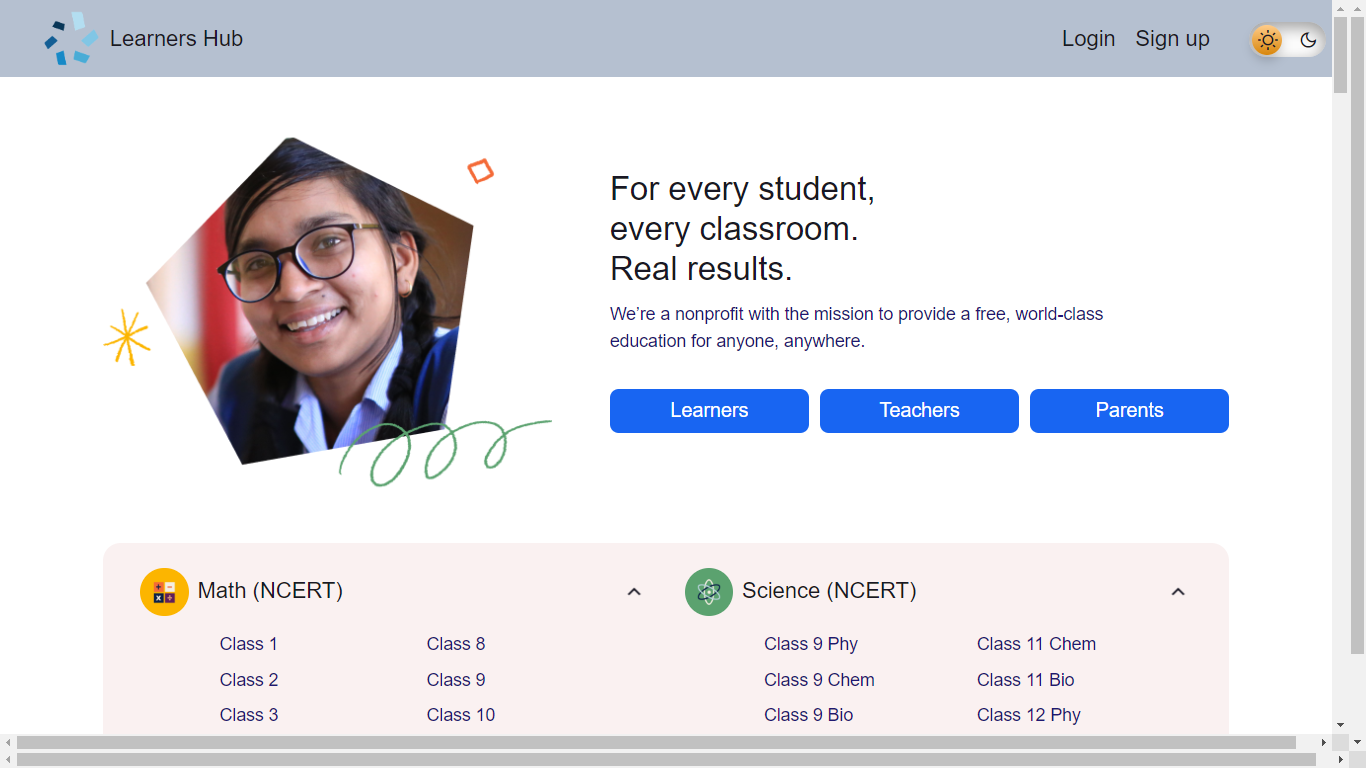 Learners Hub
Login
Sign up
For every student,
every classroom.
Real results.
We’re a nonprofit with the mission to provide a free, world-class
education for anyone, anywhere.
Learners
Teachers
Parents
Math (NCERT)
Class 1
Class 8
Class 2
Class 9
Class 3
Class 10
Science (NCERT)
Class 9 Phy
Class 11 Chem
Class 9 Chem
Class 11 Bio
Class 9 Bio
Class 12 Phy